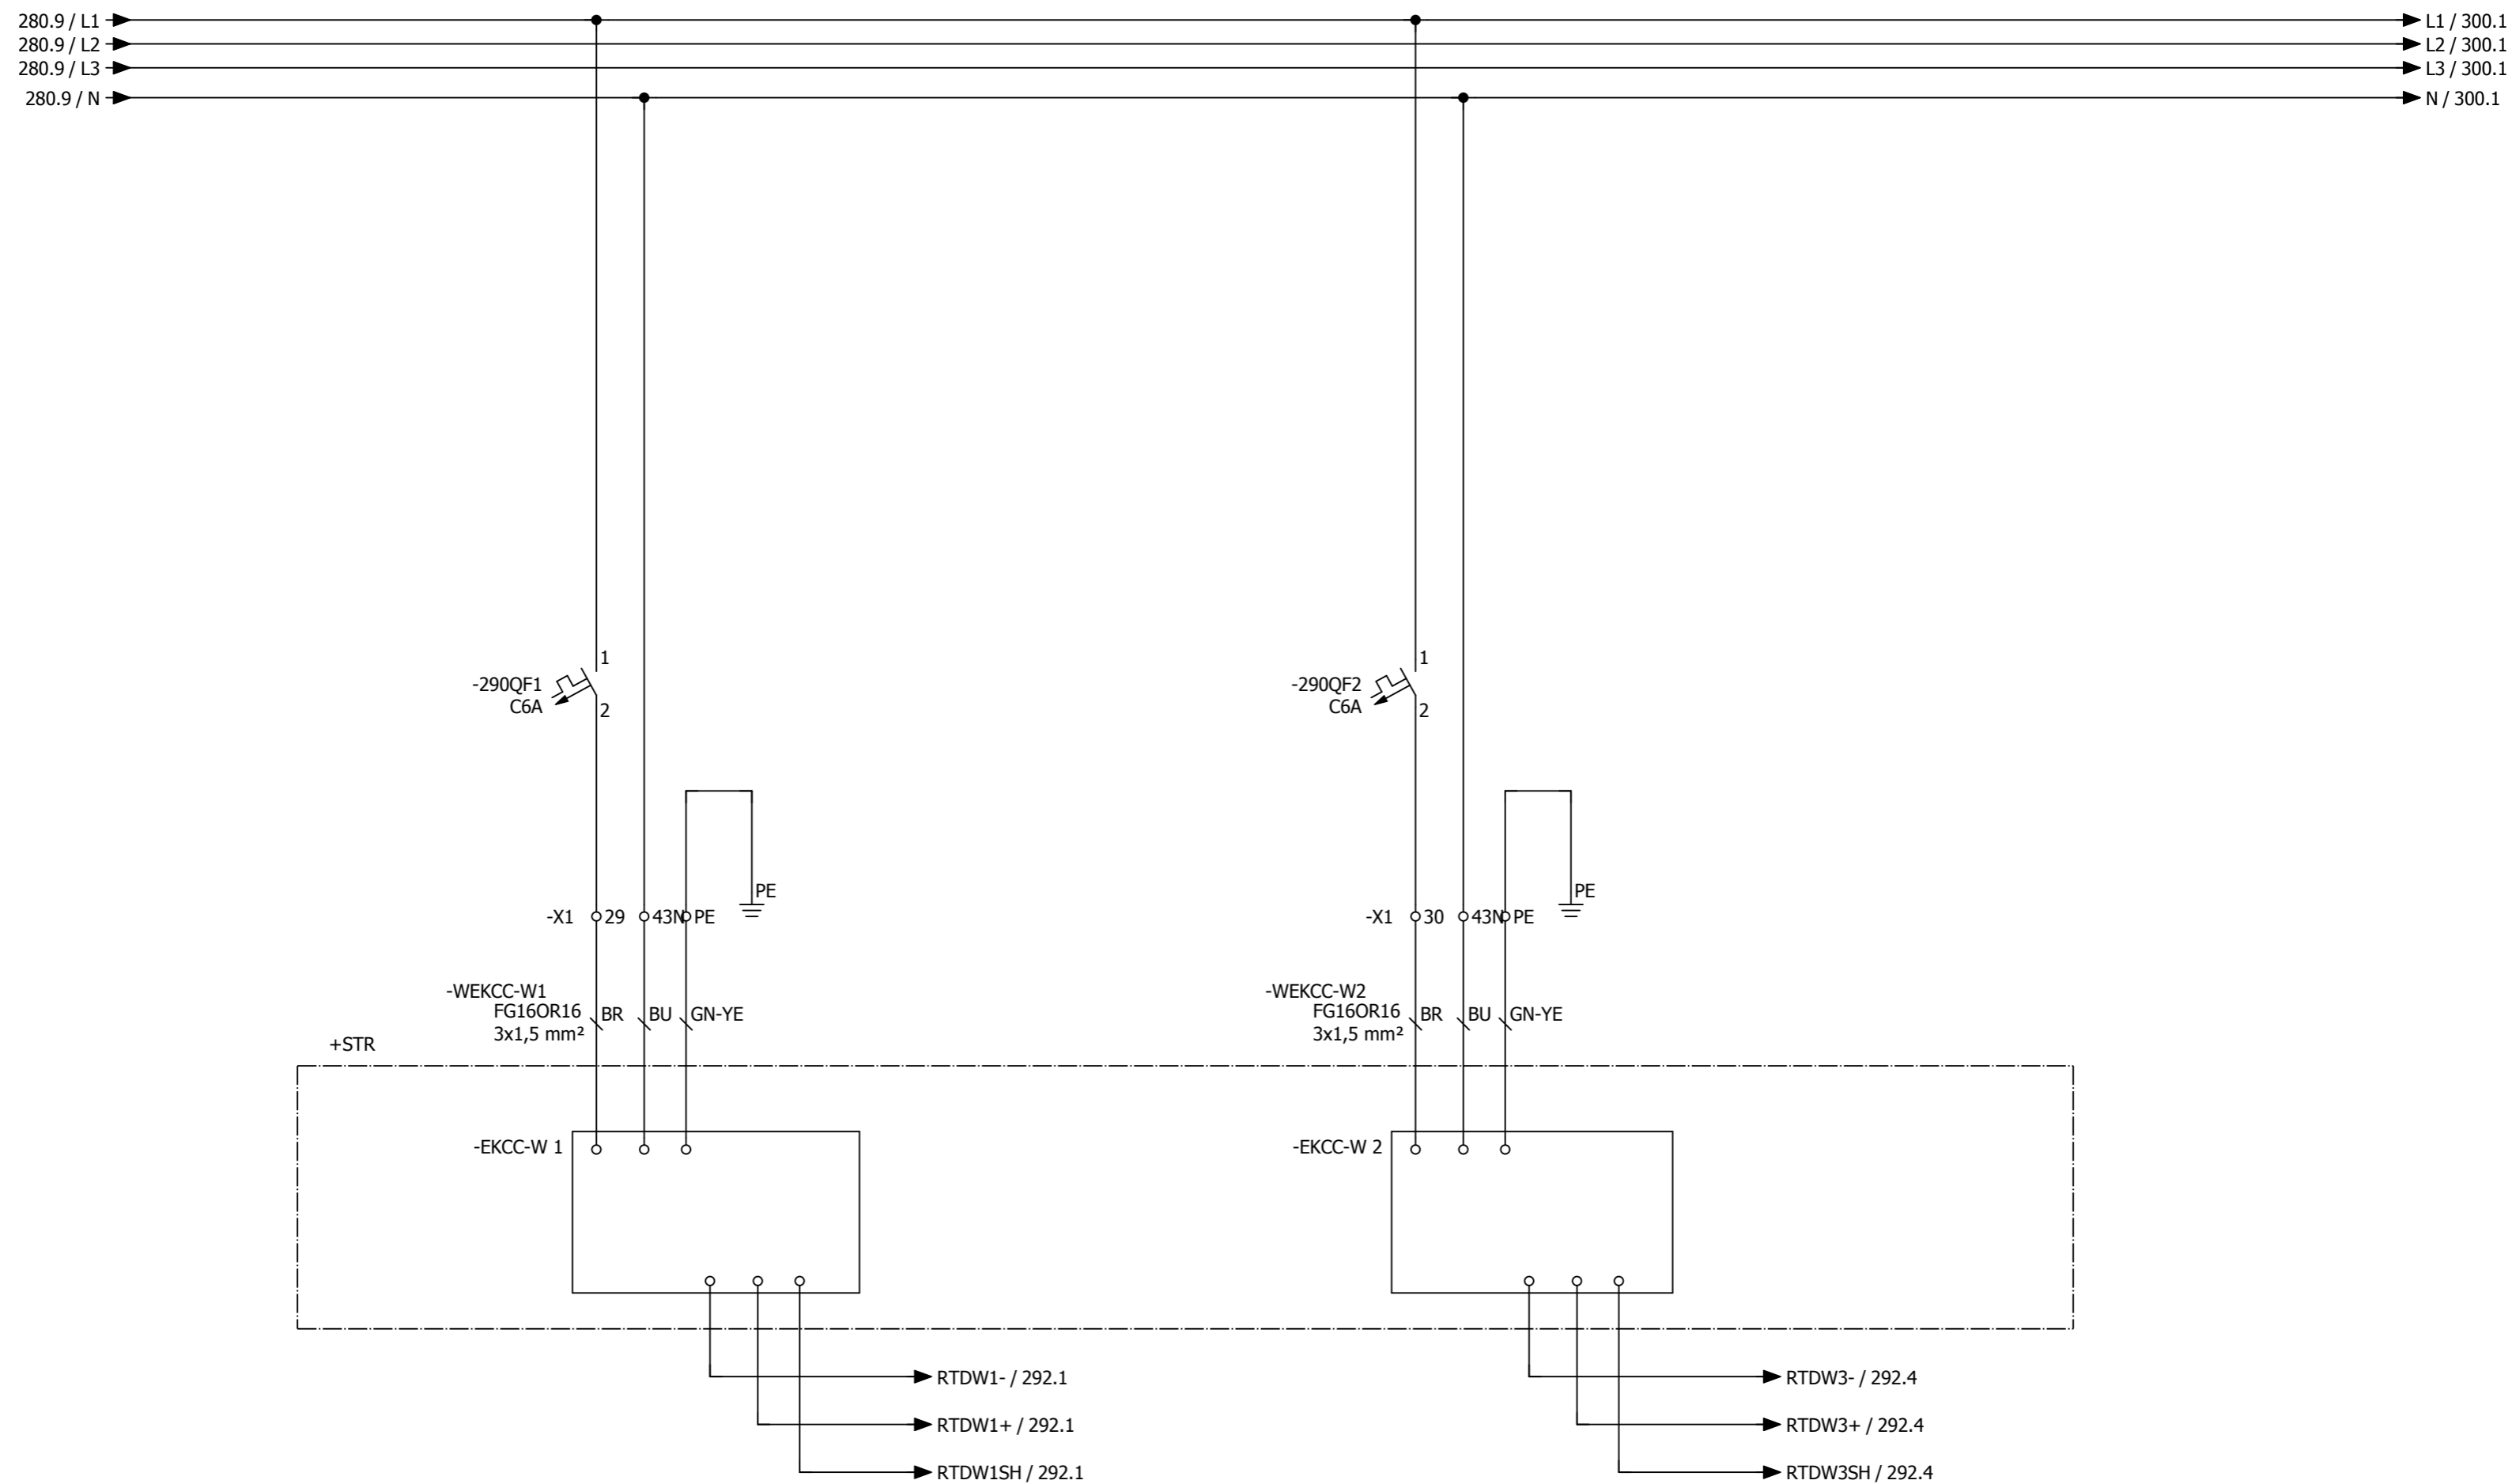 280.9 / L1
L1 / 300.1
280.9 / L2
L2 / 300.1
280.9 / L3
L3 / 300.1
280.9 / N
N / 300.1
1
-290QF1
C6A
2
1
-290QF2
C6A
2
PE
-X1 29 43N PE
PE
-X1 30 43N PE
-WEKCC-W1
FG16OR16
3x1,5 mm²
BR BU GN-YE
-WEKCC-W2
FG16OR16
3x1,5 mm²
BR BU GN-YE
+STR
-EKCC-W 1
-EKCC-W 2
RTDW1- / 292.1
RTDW3- / 292.4
RTDW1+ / 292.1
RTDW3+ / 292.4
RTDW1SH / 292.1
RTDW3SH / 292.4